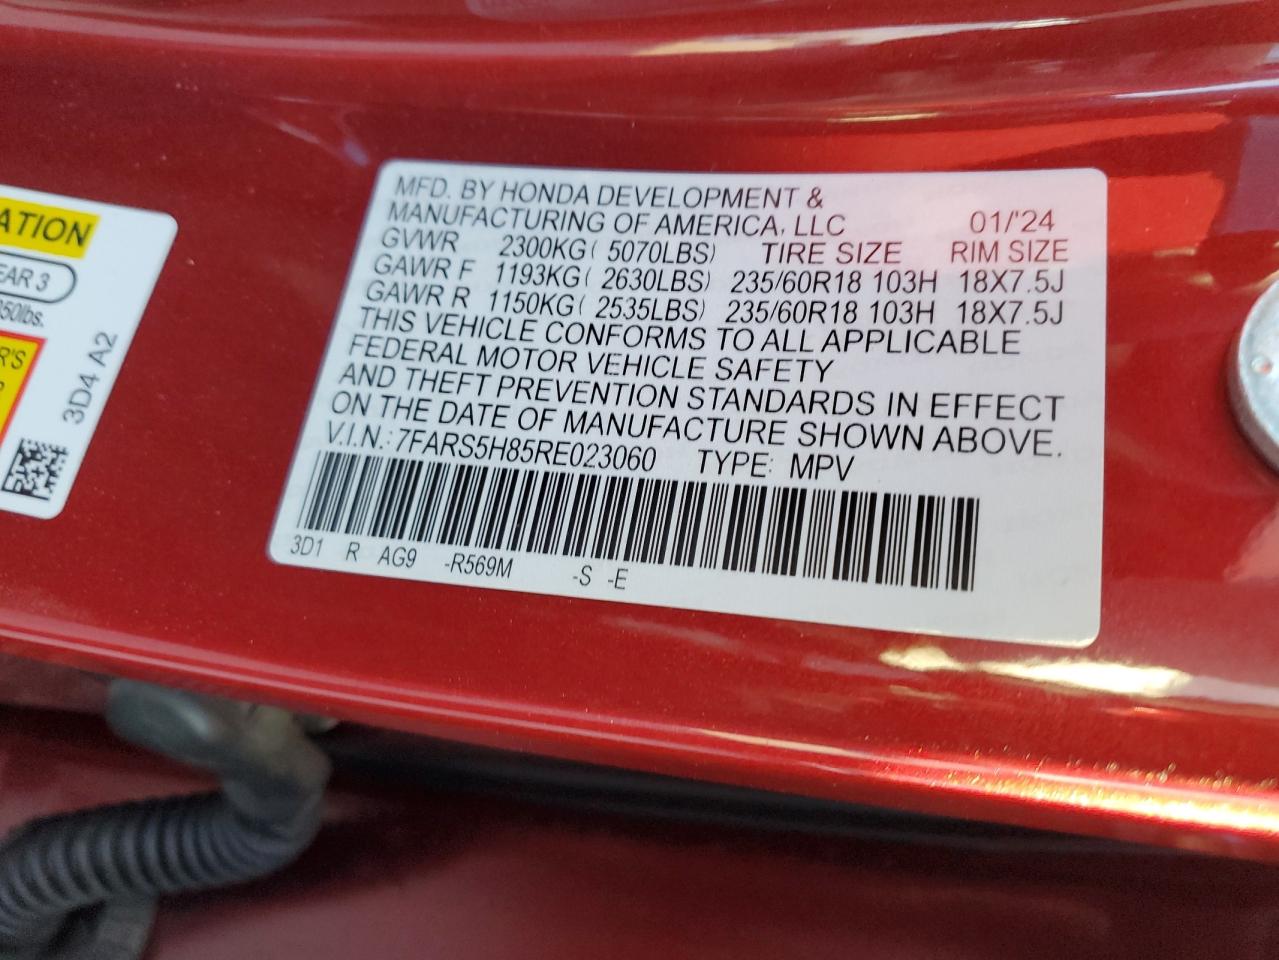 ATION
EAR 3
350lbs.
R'S
P
3D4 A2
MFD. BY HONDA DEVELOPMENT &
MANUFACTURING OF AMERICA, LLC 01/'24
GVWR 2300KG( 5070LBS) TIRE SIZE RIM SIZE
GAWR F 1193KG( 2630LBS) 235/60R18 103H 18X7.5J
GAWR R 1150KG( 2535LBS) 235/60R18 103H 18X7.5J
THIS VEHICLE CONFORMS TO ALL APPLICABLE
FEDERAL MOTOR VEHICLE SAFETY
AND THEFT PREVENTION STANDARDS IN EFFECT
ON THE DATE OF MANUFACTURE SHOWN ABOVE.
V.I.N.: 7FARS5H85RE023060 TYPE: MPV
3D1 R AG9 -R569M -S -E